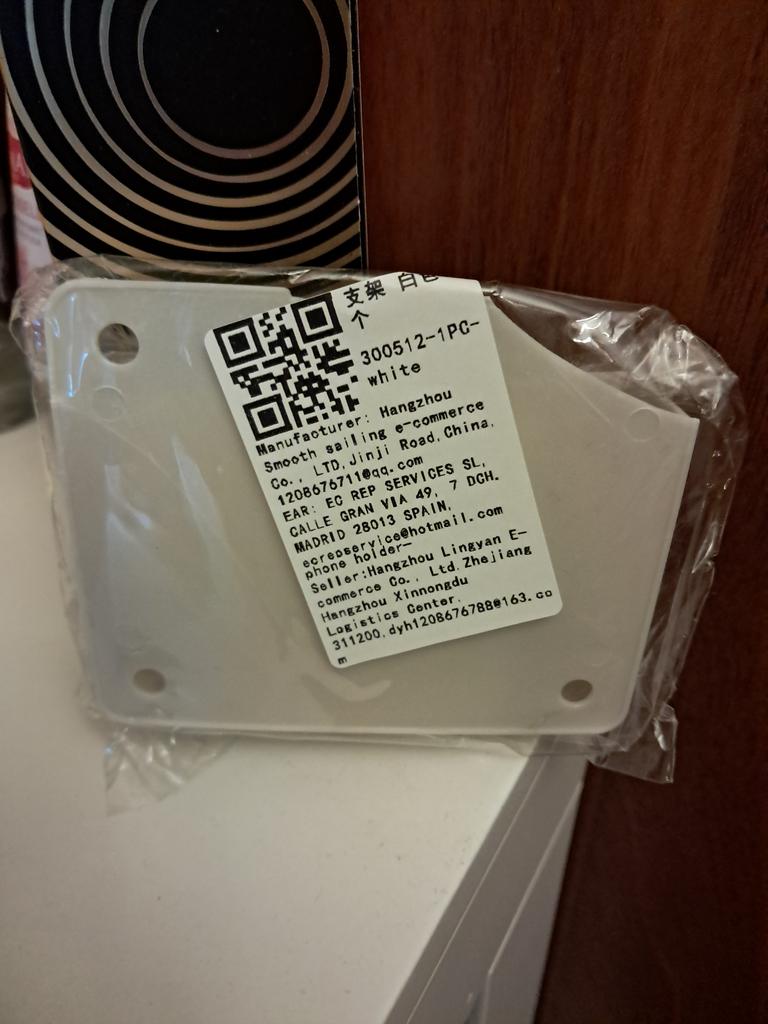 支架 白色
个
300512-1PC-
white
Manufacturer: Hangzhou
Smooth sailing e-commerce
Co., LTD,Jinji Road,China,
1208676711@qq.com
EAR: EC REP SERVICES SL,
CALLE GRAN VIA 49, 7 DCH.
MADRID 28013 SPAIN,
ecrepservice@hotmail.com
phone holder-
Seller:Hangzhou Lingyan E-
commerce Co., Ltd.Zhejiang
Hangzhou Xinnongdu
Logistics Center,
311200,dyh1208676788@163.co
m